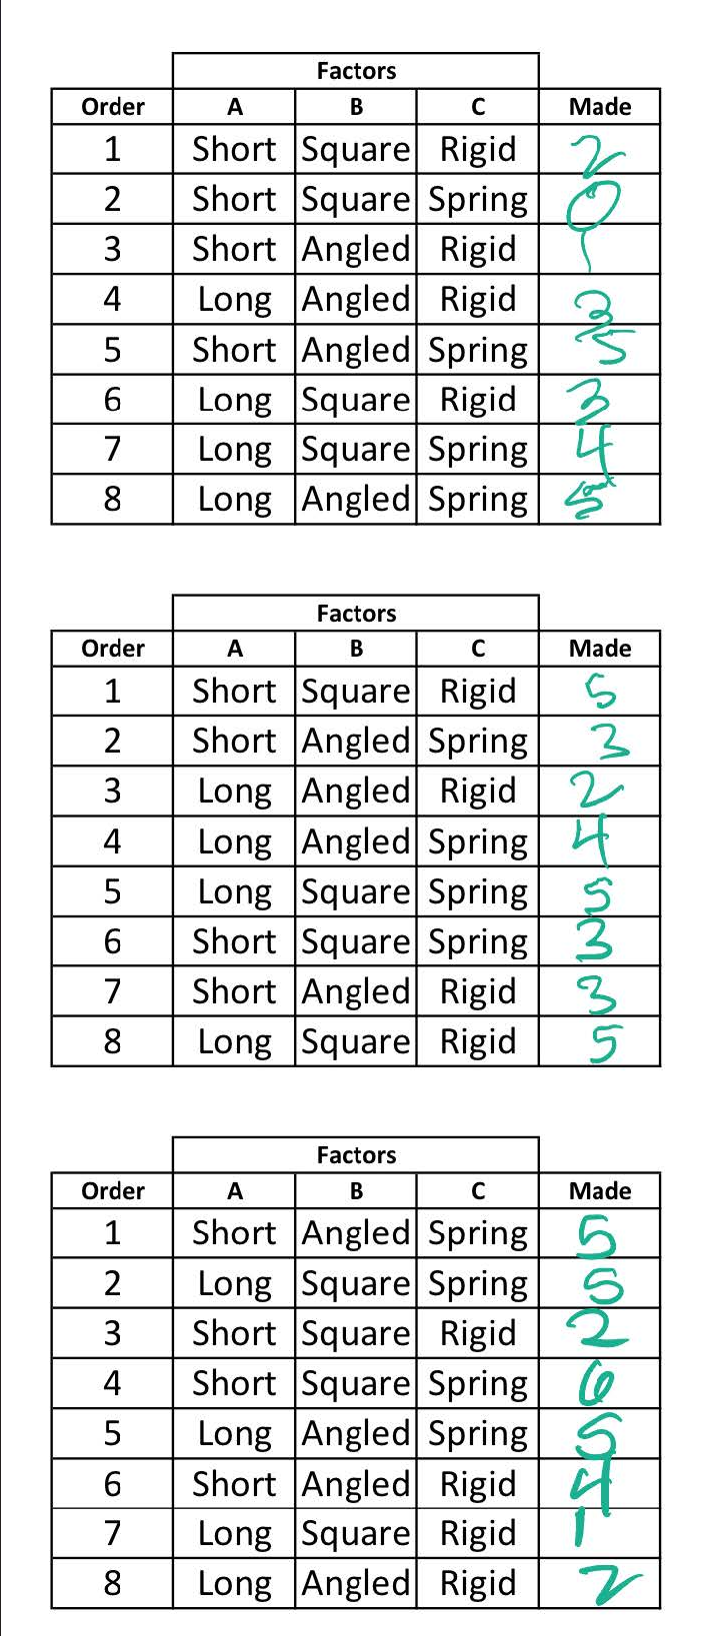 Factors
Order A B C Made
1 Short Square Rigid 2
2 Short Square Spring 0
3 Short Angled Rigid 1
4 Long Angled Rigid 3
5 Short Angled Spring 5
6 Long Square Rigid 3
7 Long Square Spring 4
8 Long Angled Spring 5
Factors
Order A B C Made
1 Short Square Rigid 5
2 Short Angled Spring 3
3 Long Angled Rigid 2
4 Long Angled Spring 4
5 Long Square Spring 5
6 Short Square Spring 3
7 Short Angled Rigid 3
8 Long Square Rigid 5
Factors
Order A B C Made
1 Short Angled Spring 5
2 Long Square Spring 5
3 Short Square Rigid 2
4 Short Square Spring 6
5 Long Angled Spring 5
6 Short Angled Rigid 4
7 Long Square Rigid 1
8 Long Angled Rigid 2